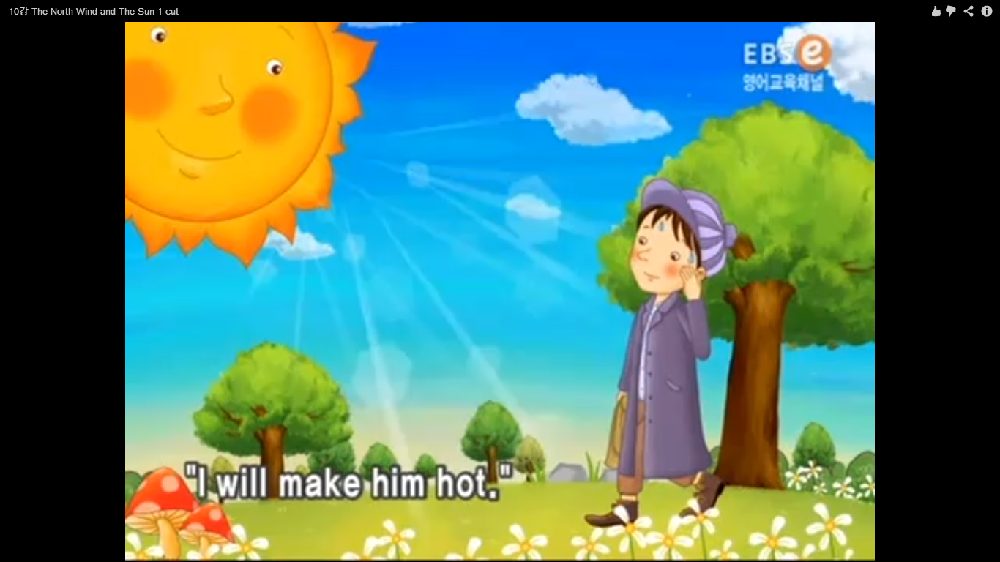 10강 The North Wind and The Sun 1 cut
EBS e
영어교육채널
"I will make him hot."